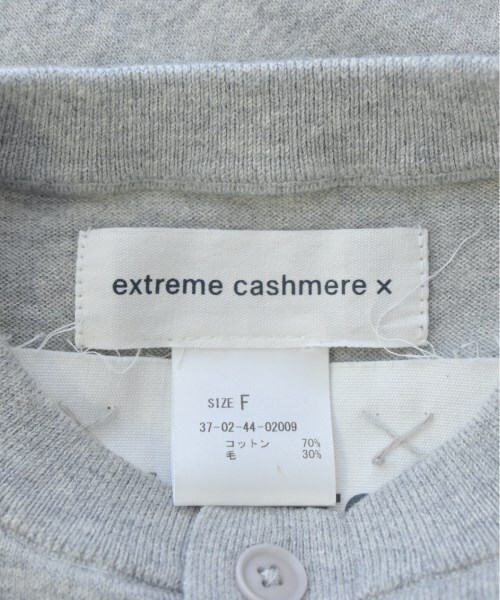 extreme cashmere ×
SIZE F
37-02-44-02009
コットン 70%
毛 30%